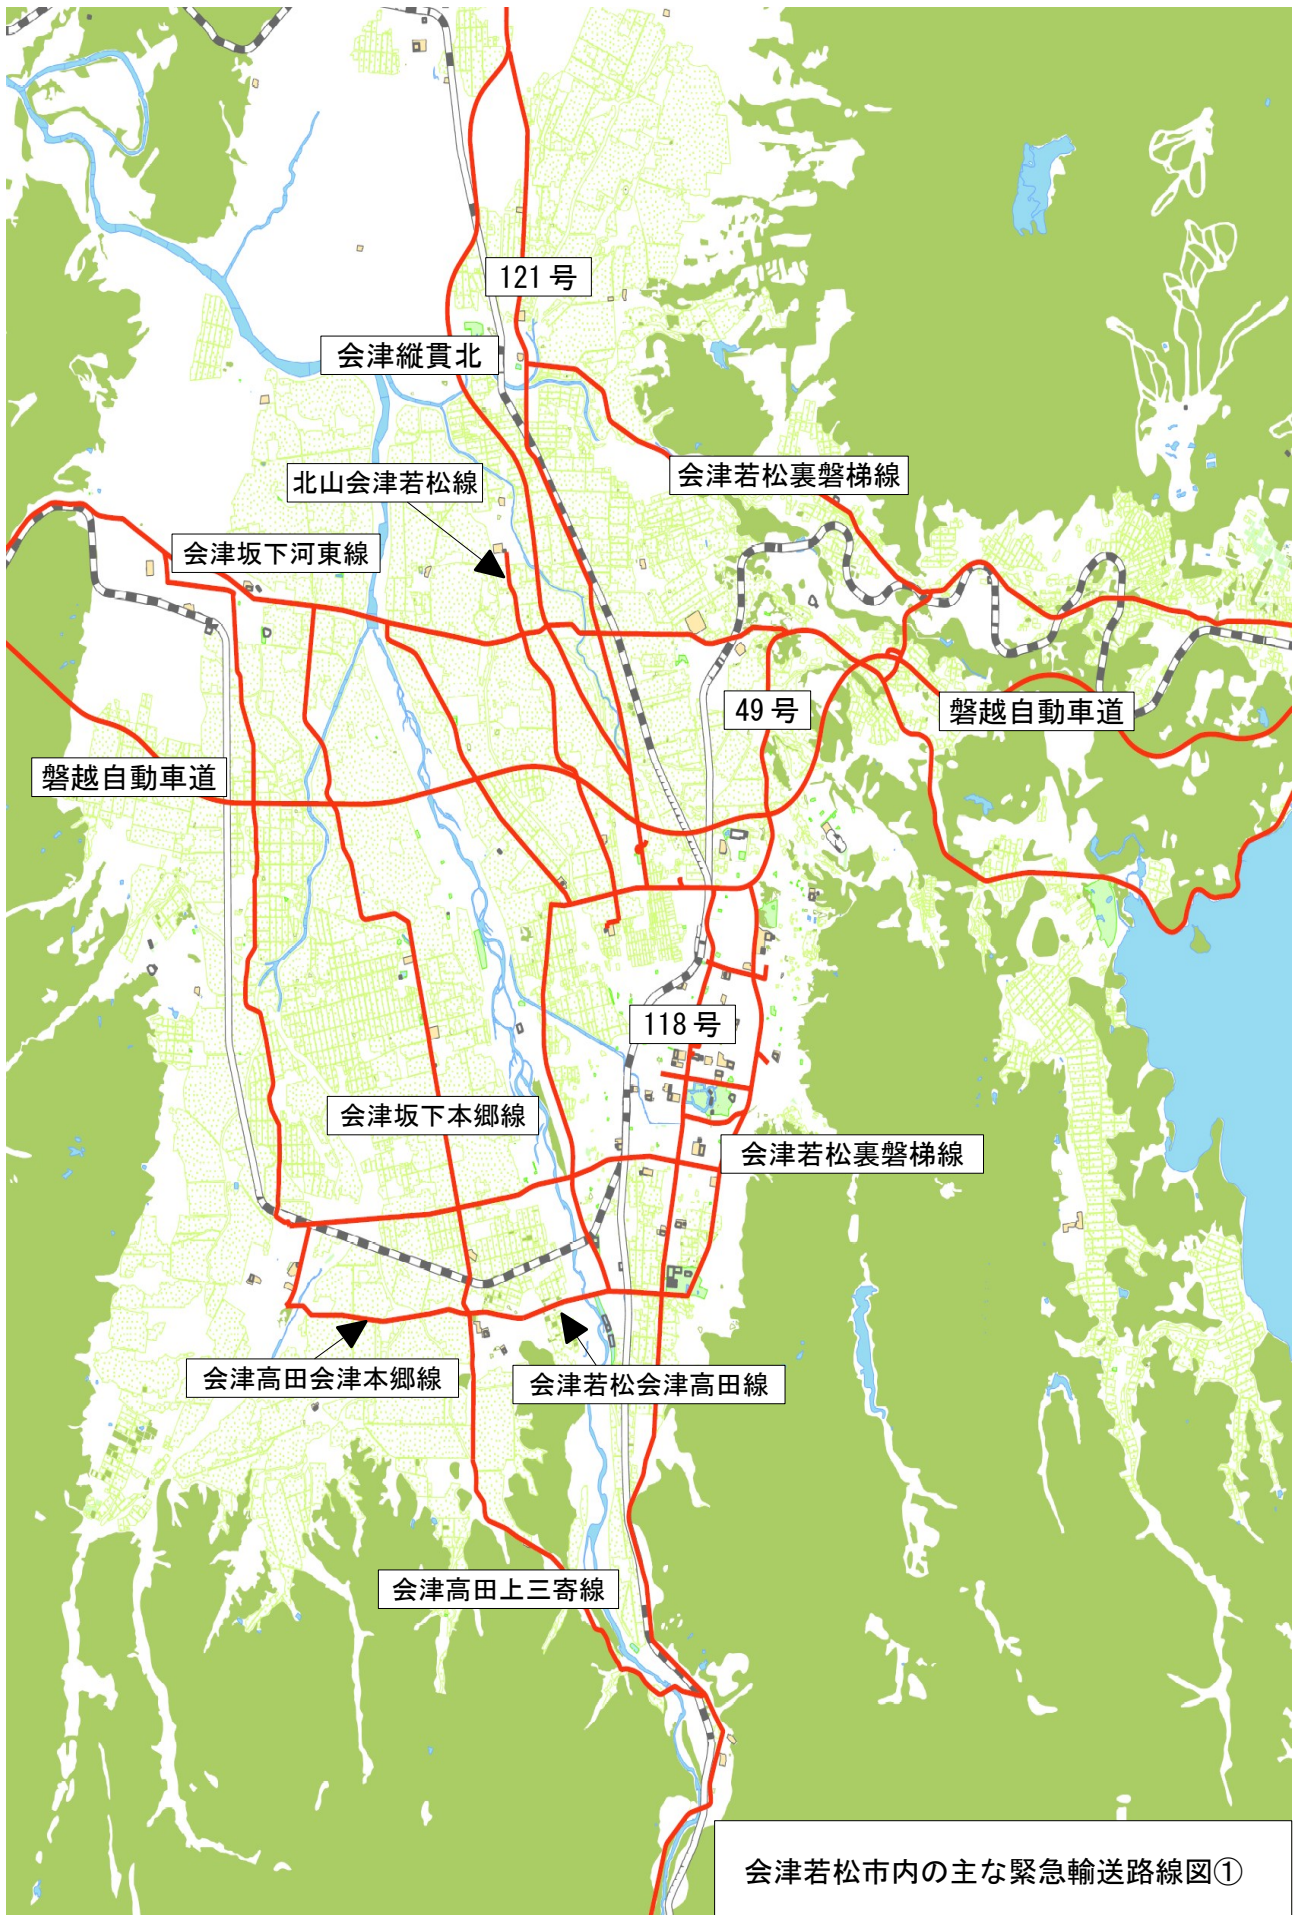 121号
会津縦貫北
会津若松裏磐梯線
北山会津若松線
会津坂下河東線
49号
磐越自動車道
磐越自動車道
118号
会津坂下本郷線
会津若松裏磐梯線
会津高田会津本郷線
会津若松会津高田線
会津高田上三寄線
会津若松市内の主な緊急輸送路線図①